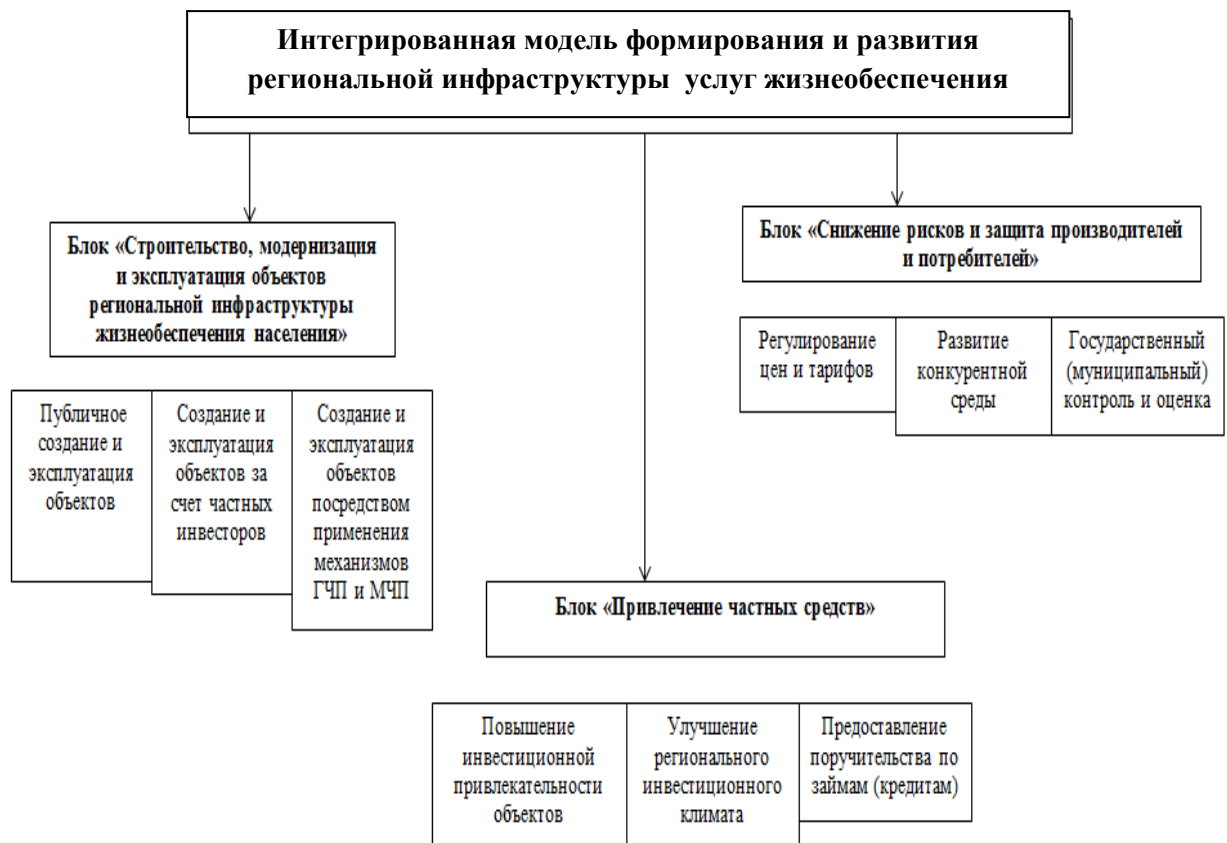 Интегрированная модель формирования и развития
региональной инфраструктуры услуг жизнеобеспечения
Блок «Строительство, модернизация
и эксплуатация объектов
региональной инфраструктуры
жизнеобеспечения населения»
Публичное
создание и
эксплуатация
объектов
Создание и
эксплуатация
объектов за
счет частных
инвесторов
Создание и
эксплуатация
объектов
посредством
применения
механизмов
ГЧП и МЧП
Блок «Снижение рисков и защита производителей
и потребителей»
Регулирование
цен и тарифов
Развитие
конкурентной
среды
Государственный
(муниципальный)
контроль и оценка
Блок «Привлечение частных средств»
Повышение
инвестиционной
привлекательности
объектов
Улучшение
регионального
инвестиционного
климата
Предоставление
поручительства по
займам (кредитам)